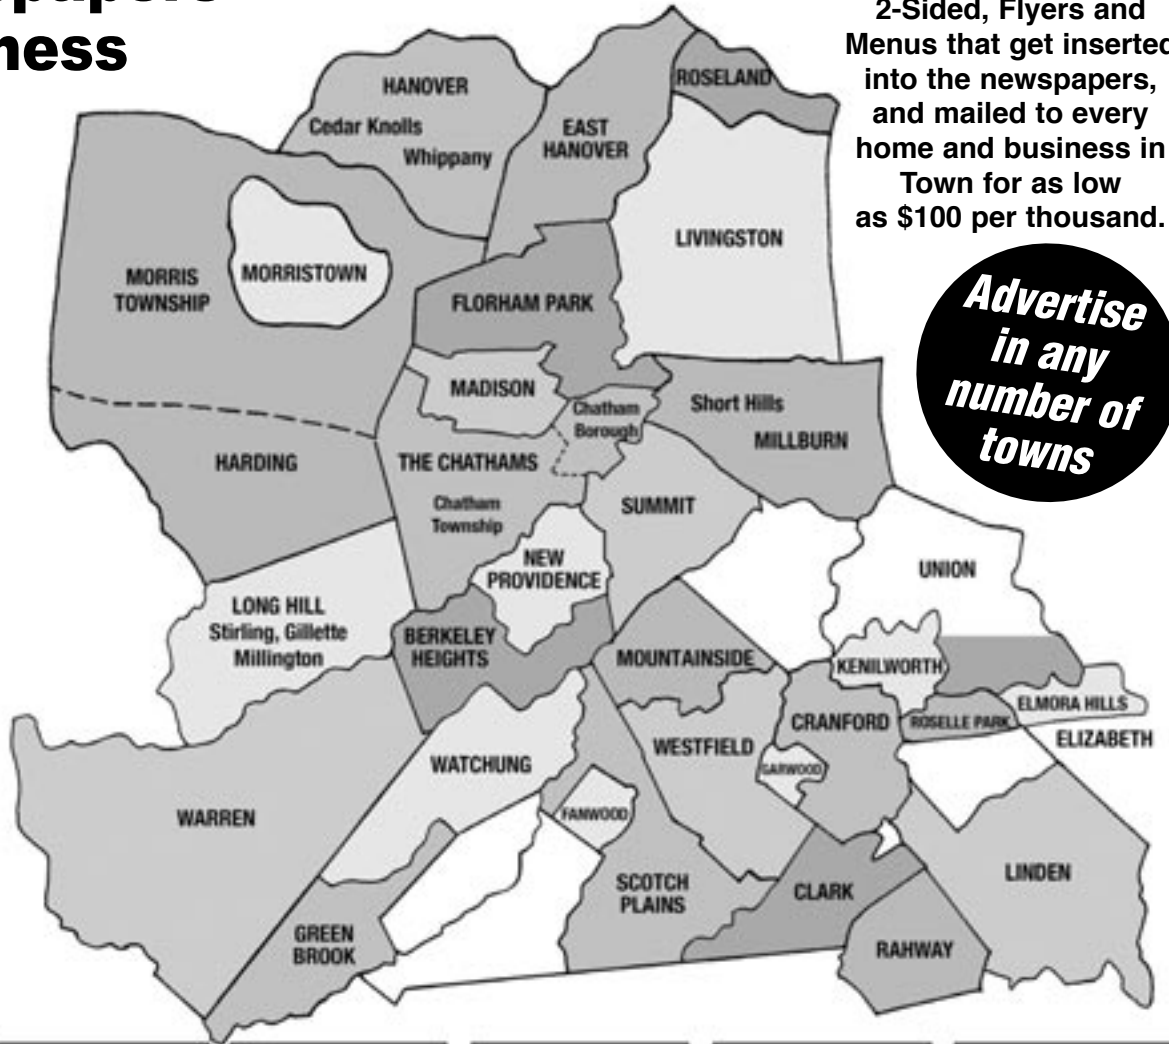 ness
2-Sided, Flyers and
Menus that get inserted
into the newspapers,
and mailed to every
home and business in
Town for as low
as $100 per thousand.
Advertise
in any
number of
towns
HANOVER
Cedar Knolls
Whippany
EAST
HANOVER
ROSELAND
LIVINGSTON
MORRIS
TOWNSHIP
MORRISTOWN
FLORHAM PARK
MADISON
Chatham
Borough
Short Hills
MILLBURN
HARDING
THE CHATHAMS
Chatham
Township
SUMMIT
NEW
PROVIDENCE
UNION
LONG HILL
Stirling, Gillette
Millington
BERKELEY
HEIGHTS
MOUNTAINSIDE
KENILWORTH
ELMORA HILLS
ROSELLE PARK
ELIZABETH
CRANFORD
WESTFIELD
GARWOOD
WATCHUNG
WARREN
FANWOOD
SCOTCH
PLAINS
CLARK
LINDEN
GREEN
BROOK
RAHWAY